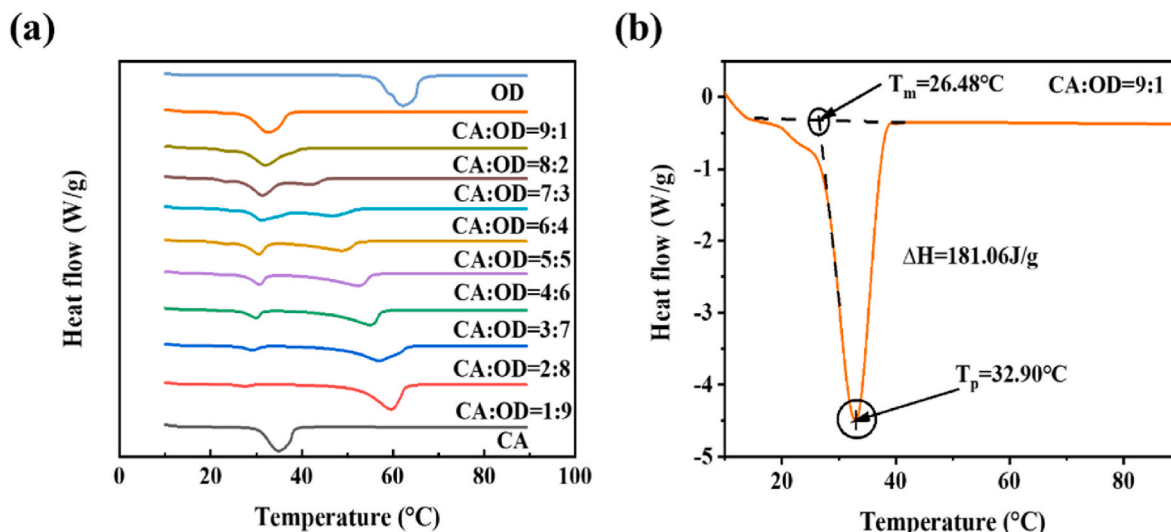 (a)
Heat flow (W/g)
OD
CA:OD=9:1
CA:OD=8:2
CA:OD=7:3
CA:OD=6:4
CA:OD=5:5
CA:OD=4:6
CA:OD=3:7
CA:OD=2:8
CA:OD=1:9
CA
0 20 40 60 80 100
Temperature (°C)
(b)
Heat flow (W/g)
0
-1
-2
-3
-4
-5
Tm=26.48°C
CA:OD=9:1
ΔH=181.06J/g
Tp=32.90°C
20 40 60 80
Temperature (°C)